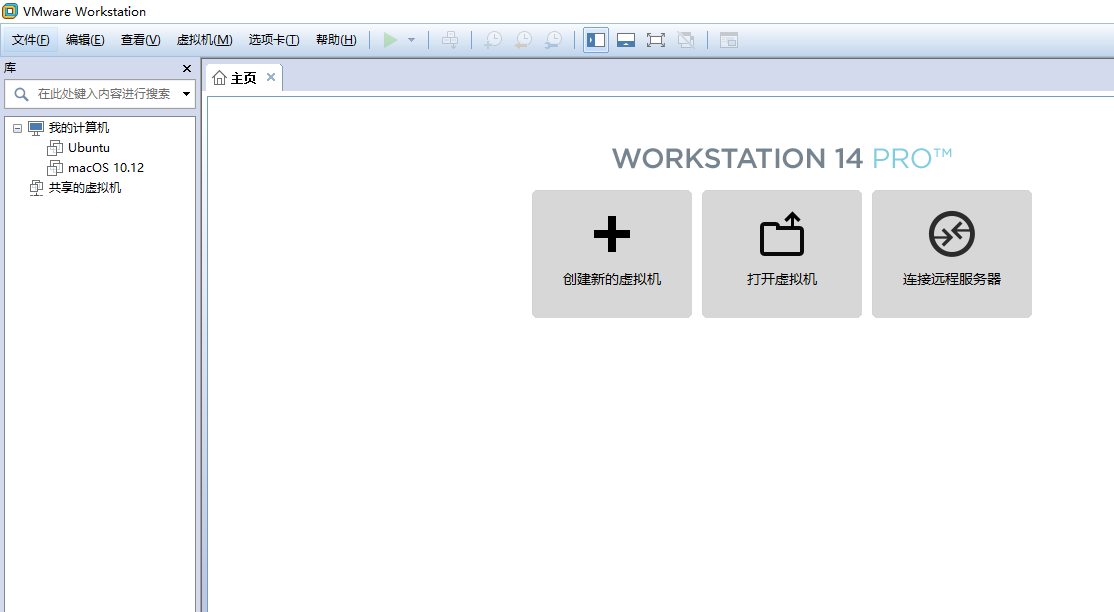 VMware Workstation
文件(F) 编辑(E) 查看(V) 虚拟机(M) 选项卡(T) 帮助(H)
库
主页
在此处键入内容进行搜索
我的计算机
Ubuntu
macOS 10.12
共享的虚拟机
WORKSTATION 14 PRO™
创建新的虚拟机
打开虚拟机
连接远程服务器